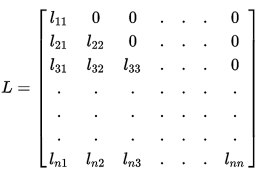 l₁₁ 0 0 . . . 0
l₂₁ l₂₂ 0 . . . 0
l₃₁ l₃₂ l₃₃ . . . 0
L = . . . . . . .
. . . . . . .
. . . . . . .
lₙ₁ lₙ₂ lₙ₃ . . . lₙₙ